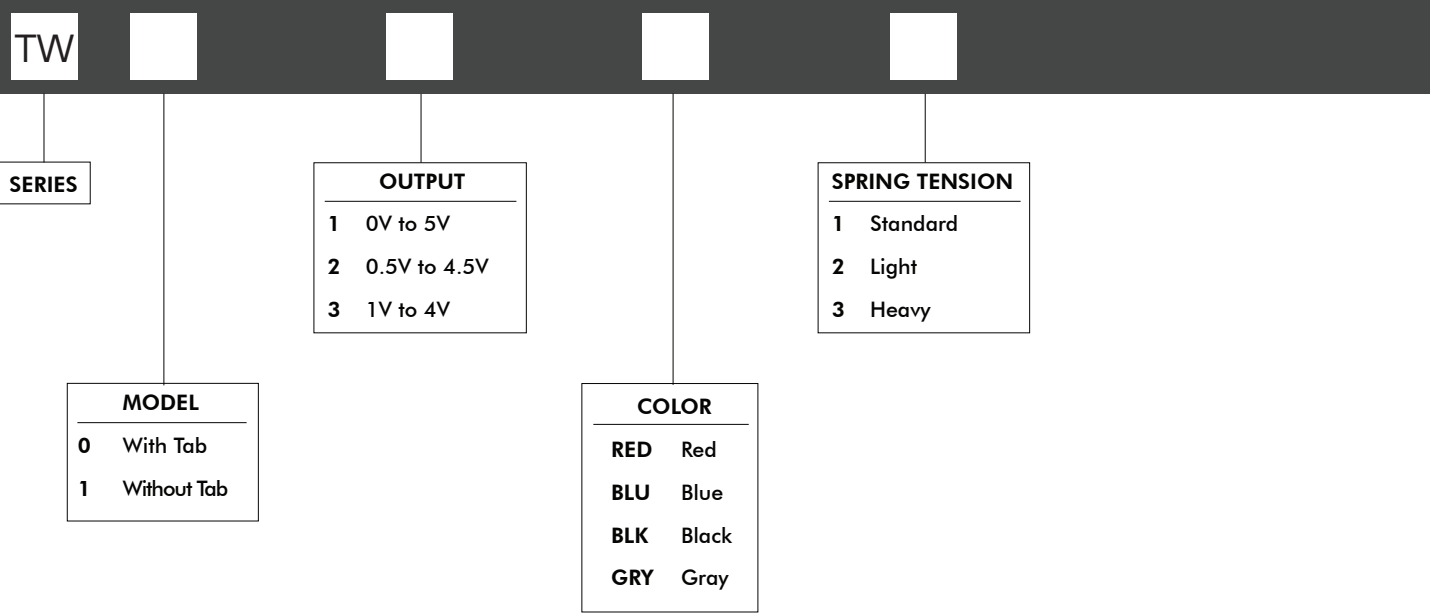 TW
SERIES
OUTPUT
1 0V to 5V
2 0.5V to 4.5V
3 1V to 4V
SPRING TENSION
1 Standard
2 Light
3 Heavy
MODEL
0 With Tab
1 Without Tab
COLOR
RED Red
BLU Blue
BLK Black
GRY Gray